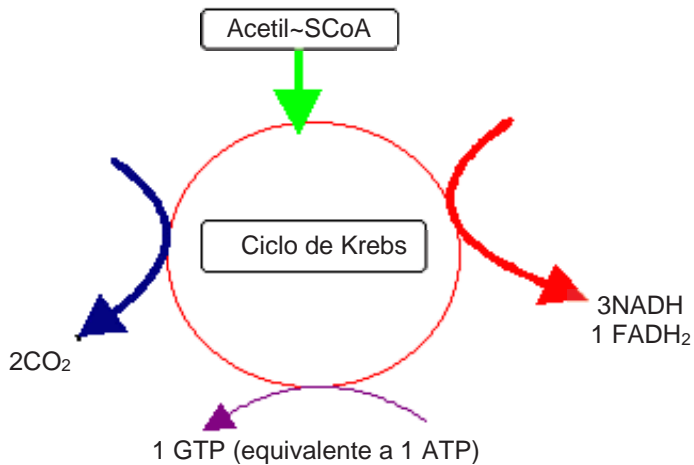 Acetil~SCoA
Ciclo de Krebs
3NADH
1 FADH₂
2CO₂
1 GTP (equivalente a 1 ATP)